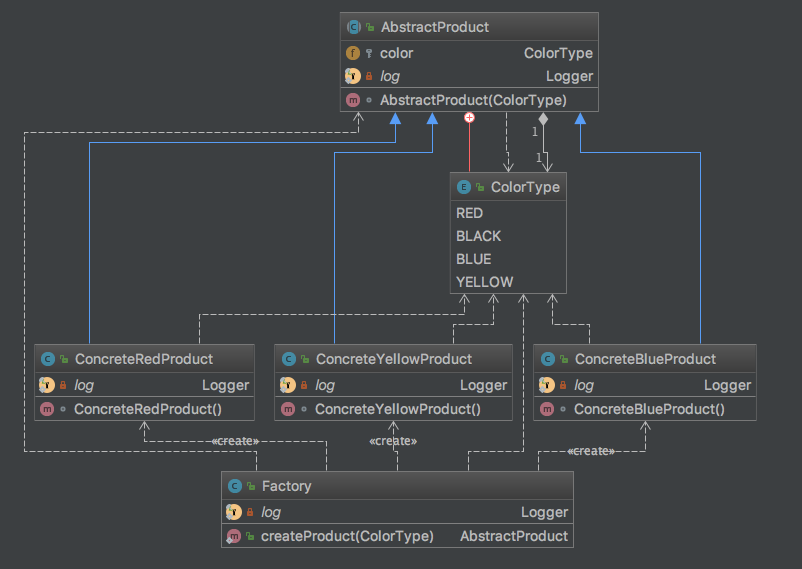 AbstractProduct
color ColorType
log Logger
AbstractProduct(ColorType)
1
1
ColorType
RED
BLACK
BLUE
YELLOW
ConcreteRedProduct
log Logger
ConcreteRedProduct()
ConcreteYellowProduct
log Logger
ConcreteYellowProduct()
ConcreteBlueProduct
log Logger
ConcreteBlueProduct()
«create»
«create»
«create»
Factory
log Logger
createProduct(ColorType) AbstractProduct